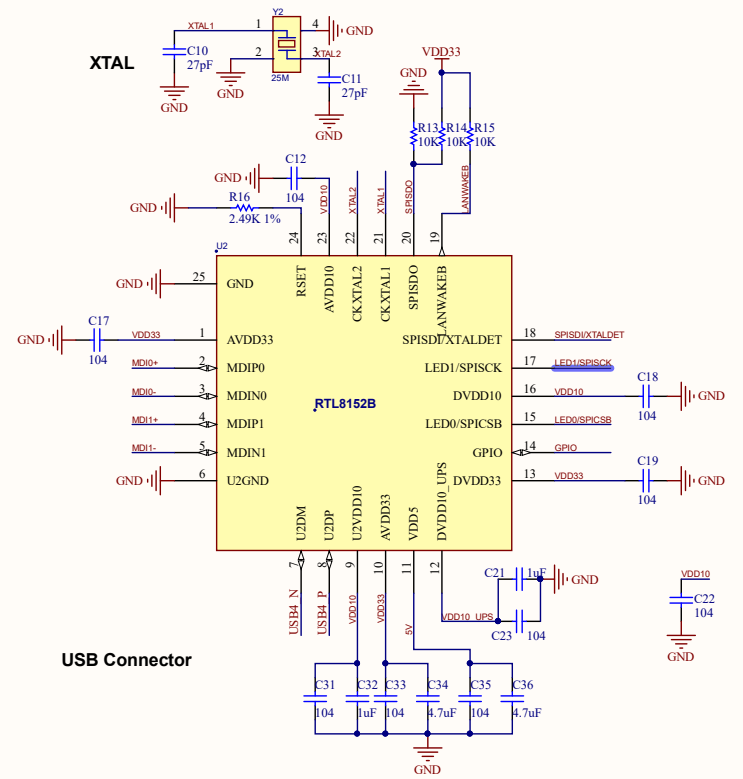 Y2
XTAL1
1
4
GND
XTAL
C10
27pF
2
3
XTAL2
GND
25M
C11
27pF
GND
GND
VDD33
GND
R13
10K
R14
10K
R15
10K
C12
GND
104
VDD10
XTAL2
XTAL1
SPISDO
LANWAKEB
R16
GND
2.49K 1%
24
23
22
21
20
19
U2
RSET
AVDD10
CKXTAL2
CKXTAL1
SPISDO
LANWAKEB
GND
25
GND
C17
GND
104
VDD33
1
AVDD33
MDI0+
2
MDIP0
MDI0-
3
MDIN0
MDI1+
4
MDIP1
MDI1-
5
MDIN1
GND
6
U2GND
RTL8152B
SPISDI/XTALDET
18
SPISDI/XTALDET
LED1/SPISCK
17
LED1/SPISCK
DVDD10
16
VDD10
C18
104
GND
LED0/SPICSB
15
LED0/SPICSB
GPIO
14
GPIO
DVDD33
13
VDD33
C19
104
GND
U2DM
U2DP
U2VDD10
AVDD33
VDD5
DVDD10_UPS
7
8
9
10
11
12
USB4_N
USB4_P
VDD10
VDD33
5V
VDD10_UPS
C21
1uF
GND
C23
104
VDD10
C22
104
GND
USB Connector
C31
104
C32
1uF
C33
104
C34
4.7uF
C35
104
C36
4.7uF
GND